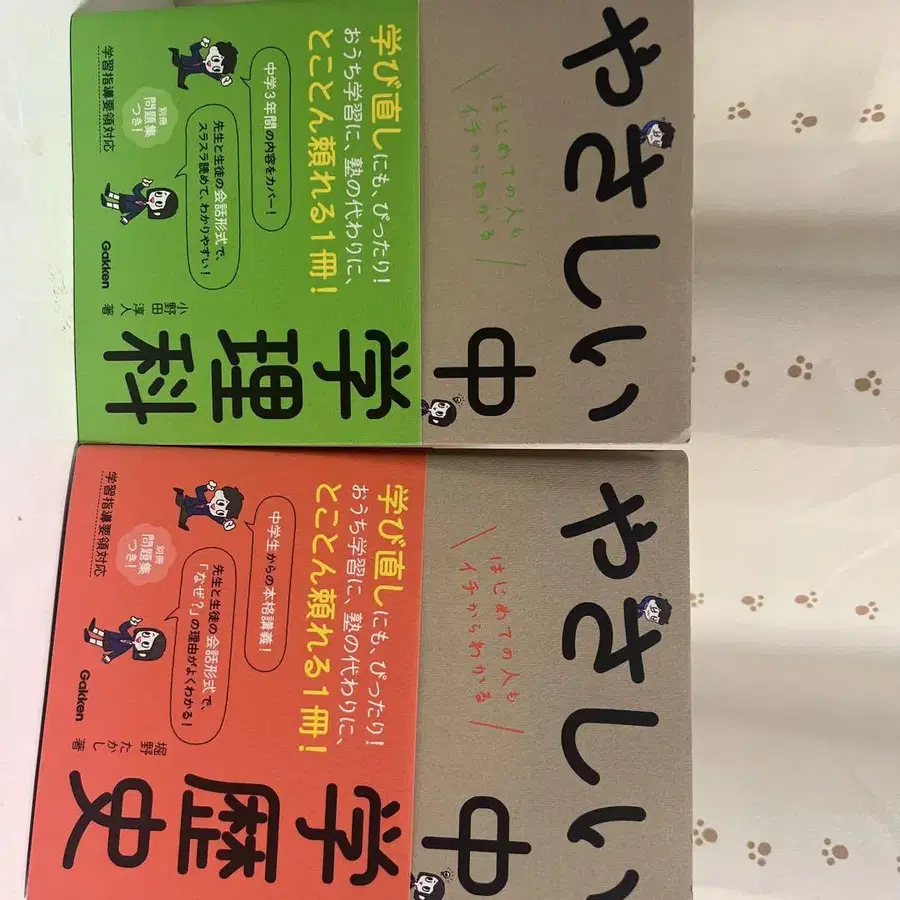 やさしい中学理科
はじめての人も
イチからわかる
学び直しにも、ぴったり!
おうち学習に、塾の代わりに、
とことん頼れる1冊!
中学3年間の内容をカバー!
先生と生徒の会話形式で、
スラスラ読めて、わかりやすい!
別冊
問題集
つき!
学習指導要領対応
Gakken
小野田淳人 著
やさしい中学歴史
はじめての人も
イチからわかる
学び直しにも、ぴったり!
おうち学習に、塾の代わりに、
とことん頼れる1冊!
中学生からの本格講義!
先生と生徒の会話形式で、
「なぜ?」の理由がよくわかる!
別冊
問題集
つき!
学習指導要領対応
Gakken
堀野たかし 著